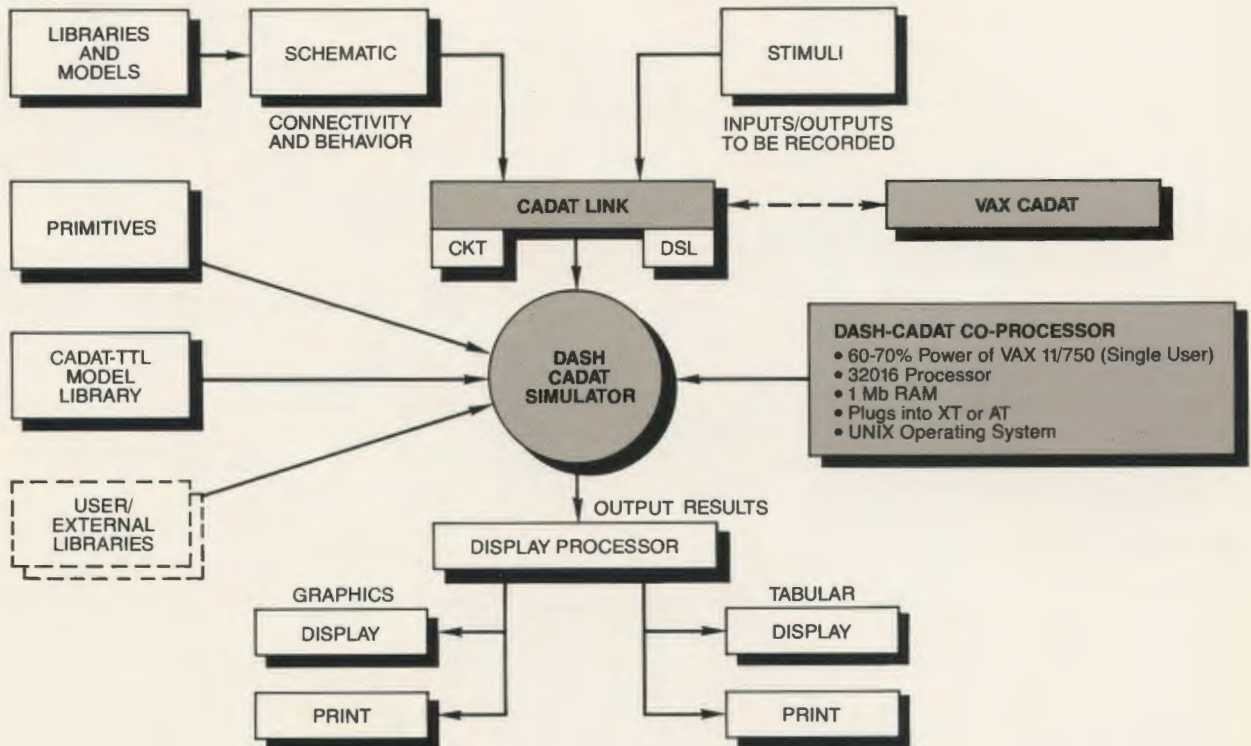 LIBRARIES
AND
MODELS
SCHEMATIC
STIMULI
CONNECTIVITY
AND BEHAVIOR
INPUTS/OUTPUTS
TO BE RECORDED
CADAT LINK
VAX CADAT
CKT
DSL
PRIMITIVES
CADAT-TTL
MODEL
LIBRARY
USER/
EXTERNAL
LIBRARIES
DASH
CADAT
SIMULATOR
DASH-CADAT CO-PROCESSOR
• 60-70% Power of VAX 11/750 (Single User)
• 32016 Processor
• 1 Mb RAM
• Plugs into XT or AT
• UNIX Operating System
OUTPUT RESULTS
DISPLAY PROCESSOR
GRAPHICS
DISPLAY
PRINT
TABULAR
DISPLAY
PRINT